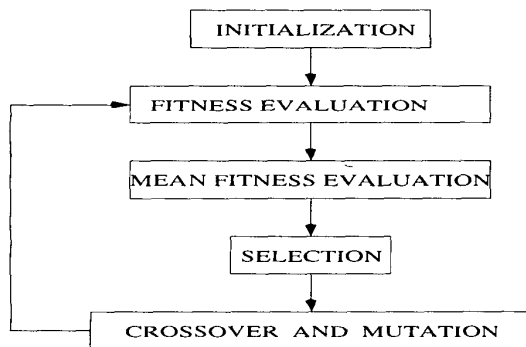 INITIALIZATION
FITNESS EVALUATION
MEAN FITNESS EVALUATION
SELECTION
CROSSOVER AND MUTATION